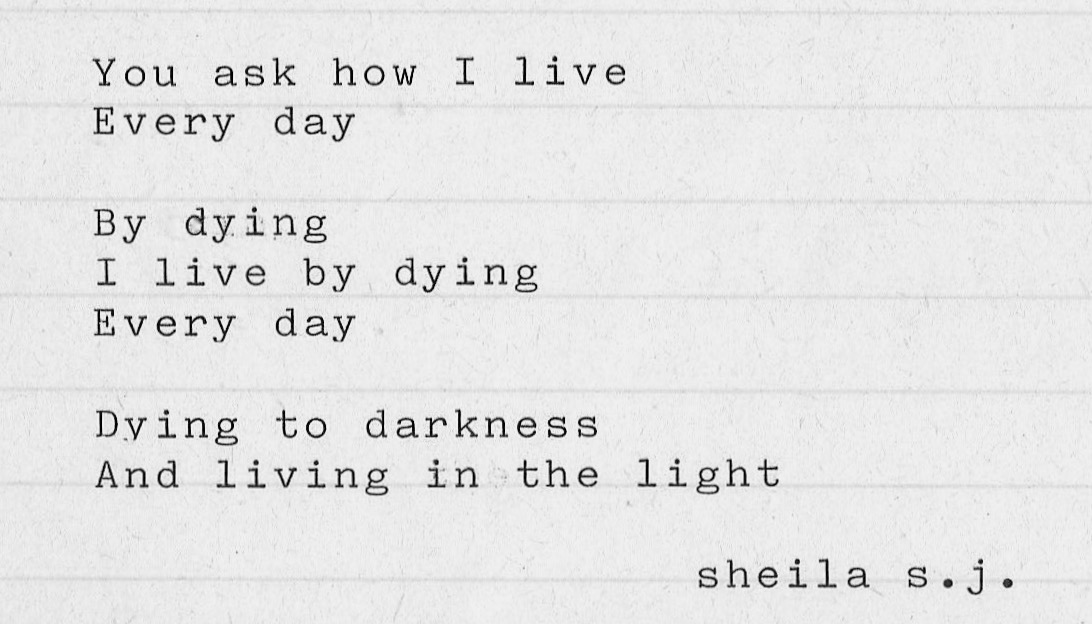 You ask how I live
Every day
By dying
I live by dying
Every day
Dying to darkness
And living in the light
sheila s.j.